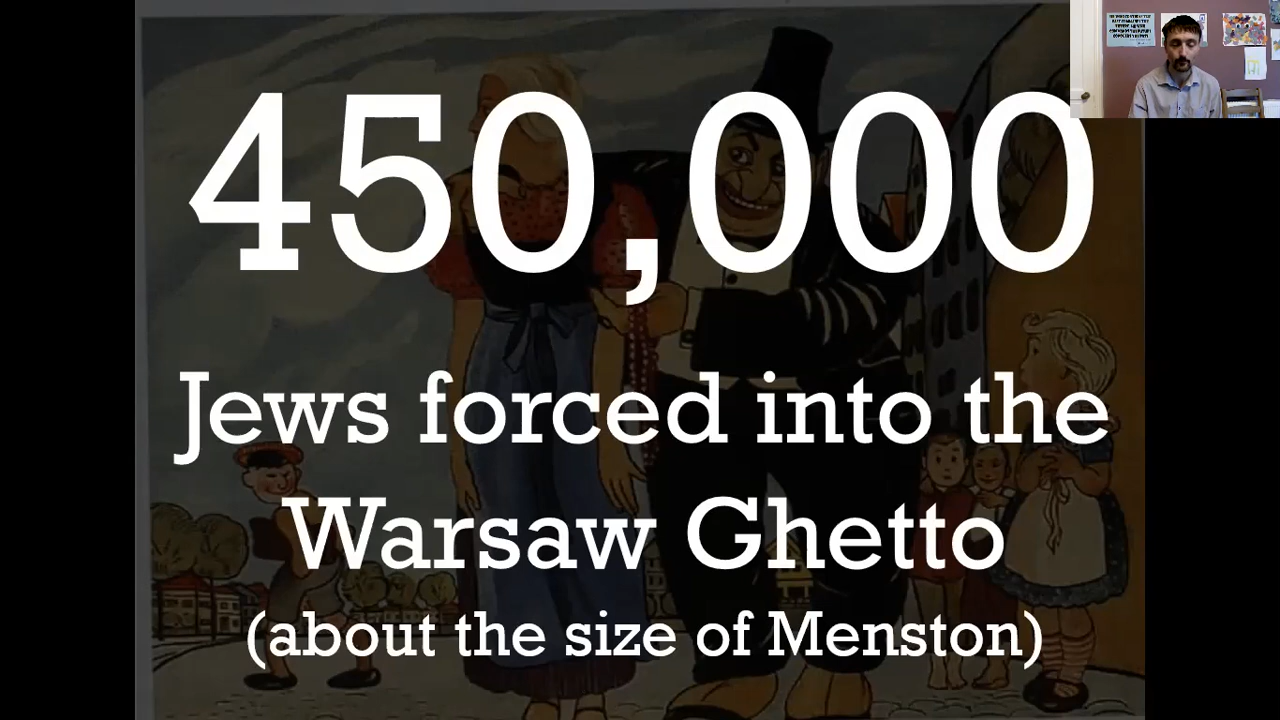 450,000
Jews forced into the
Warsaw Ghetto
(about the size of Menston)